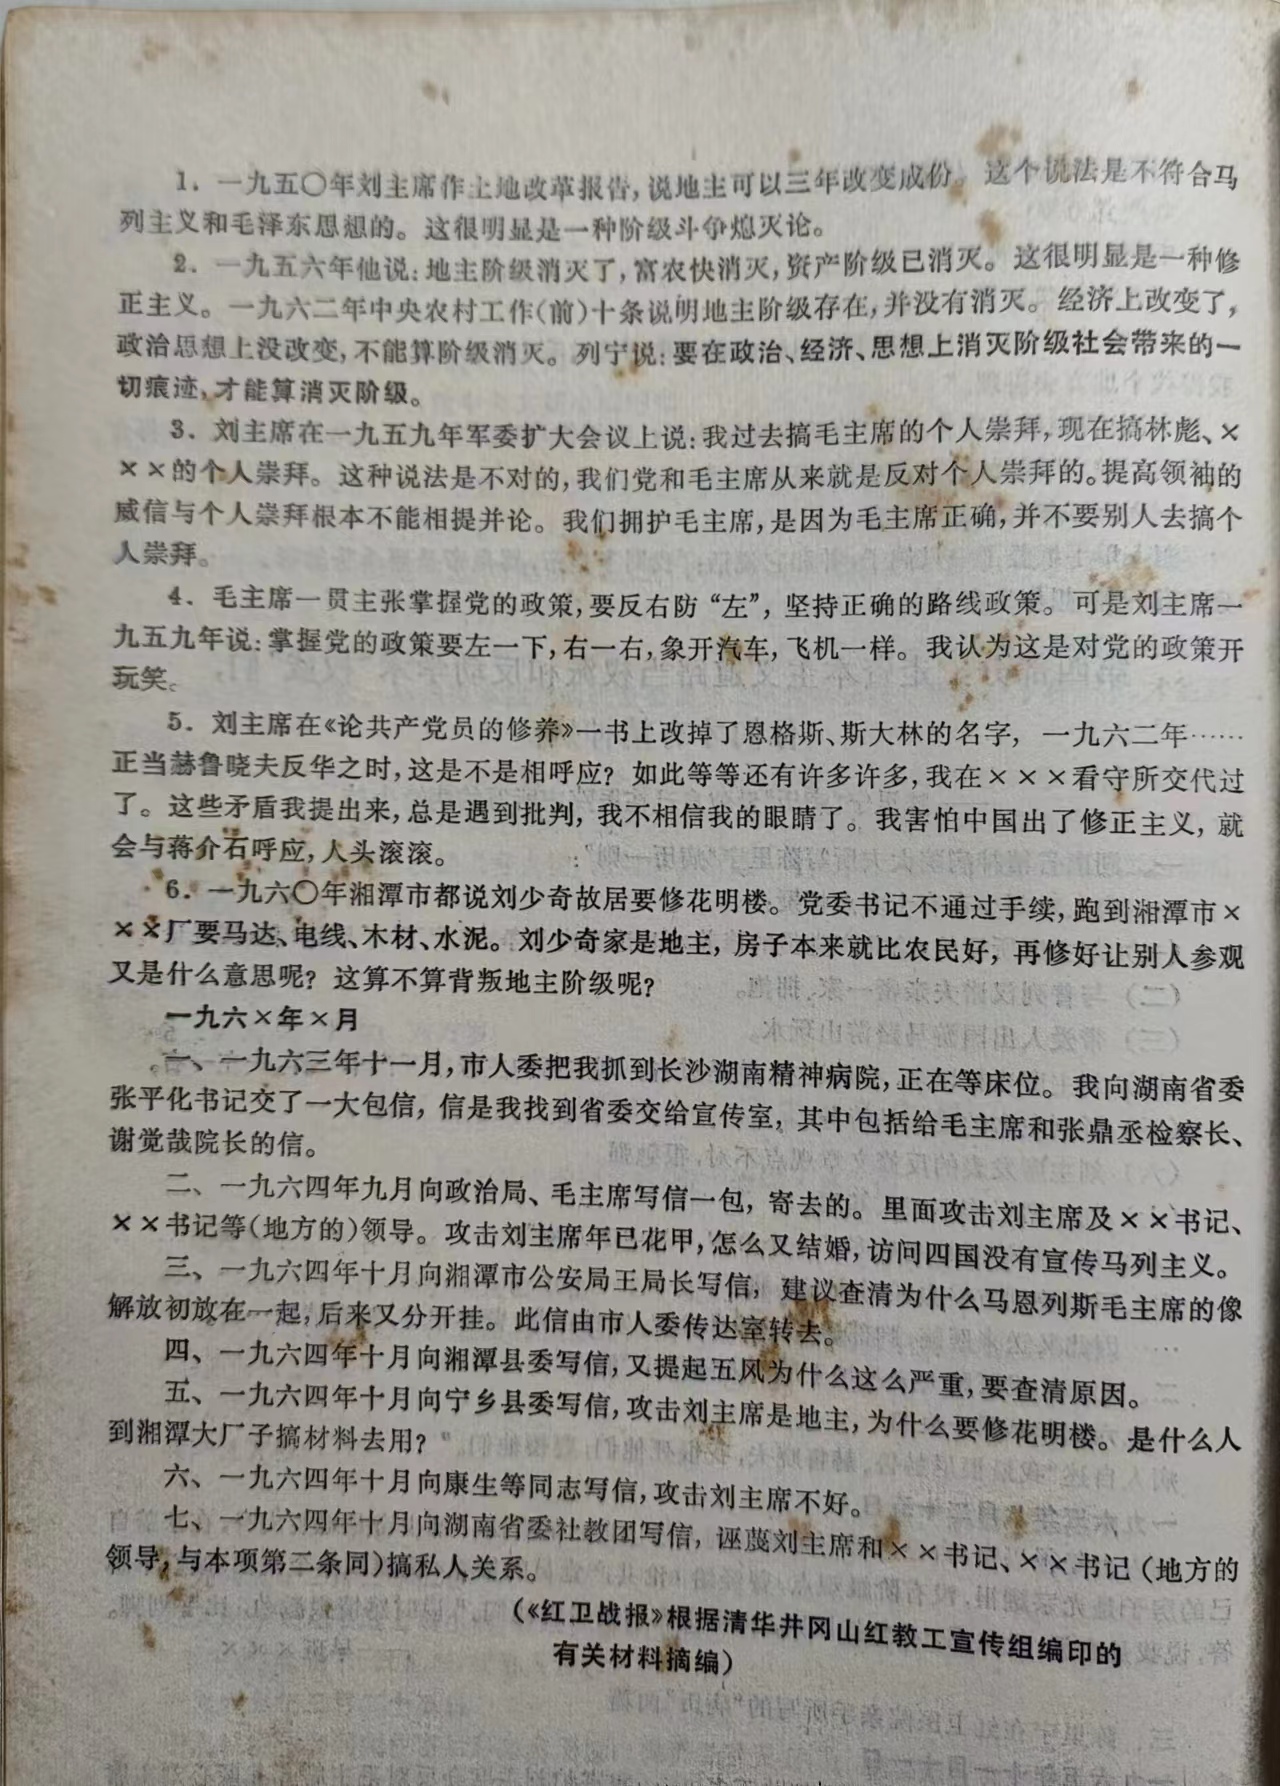 1．一九五〇年刘主席作土地改革报告，说地主可以三年改变成份。这个说法是不符合马
列主义和毛泽东思想的。这很明显是一种阶级斗争熄灭论。
2．一九五六年他说：地主阶级消灭了，富农快消灭，资产阶级已消灭。这很明显是一种修
正主义。一九六二年中央农村工作(前)十条说明地主阶级存在，并没有消灭。经济上改变了，
政治思想上没改变，不能算阶级消灭。列宁说：要在政治、经济、思想上消灭阶级社会带来的一
切痕迹，才能算消灭阶级。
3．刘主席在一九五九年军委扩大会议上说：我过去搞毛主席的个人崇拜，现在搞林彪、×
××的个人崇拜。这种说法是不对的，我们党和毛主席从来就是反对个人崇拜的。提高领袖的
威信与个人崇拜根本不能相提并论。我们拥护毛主席，是因为毛主席正确，并不要别人去搞个
人崇拜。
4．毛主席一贯主张掌握党的政策，要反右防“左”，坚持正确的路线政策。可是刘主席一
九五九年说：掌握党的政策要左一下，右一右，象开汽车，飞机一样。我认为这是对党的政策开
玩笑。
5．刘主席在《论共产党员的修养》一书上改掉了恩格斯、斯大林的名字，一九六二年……
正当赫鲁晓夫反华之时，这是不是相呼应？如此等等还有许多许多，我在×××看守所交代过
了。这些矛盾我提出来，总是遇到批判，我不相信我的眼睛了。我害怕中国出了修正主义，就
会与蒋介石呼应，人头滚滚。
6．一九六〇年湘潭市都说刘少奇故居要修花明楼。党委书记不通过手续，跑到湘潭市×
××厂要马达、电线、木材、水泥。刘少奇家是地主，房子本来就比农民好，再修好让别人参观
又是什么意思呢？这算不算背叛地主阶级呢？
一九六×年×月
一、一九六三年十一月，市人委把我抓到长沙湖南精神病院，正在等床位。我向湖南省委
张平化书记交了一大包信，信是我找到省委交给宣传室，其中包括给毛主席和张鼎丞检察长、
谢觉哉院长的信。
二、一九六四年九月向政治局、毛主席写信一包，寄去的。里面攻击刘主席及××书记、
××书记等(地方的)领导。攻击刘主席年已花甲，怎么又结婚，访问四国没有宣传马列主义。
三、一九六四年十月向湘潭市公安局王局长写信，建议查清为什么马恩列斯毛主席的像
解放初放在一起，后来又分开挂。此信由市人委传达室转去。
四、一九六四年十月向湘潭县委写信，又提起五风为什么这么严重，要查清原因。
五、一九六四年十月向宁乡县委写信，攻击刘主席是地主，为什么要修花明楼。是什么人
到湘潭大厂子搞材料去用？
六、一九六四年十月向康生等同志写信，攻击刘主席不好。
七、一九六四年十月向湖南省委社教团写信，诬蔑刘主席和××书记、××书记（地方的
领导，与本项第二条同)搞私人关系。
（《红卫战报》根据清华井冈山红教工宣传组编印的
有关材料摘编）